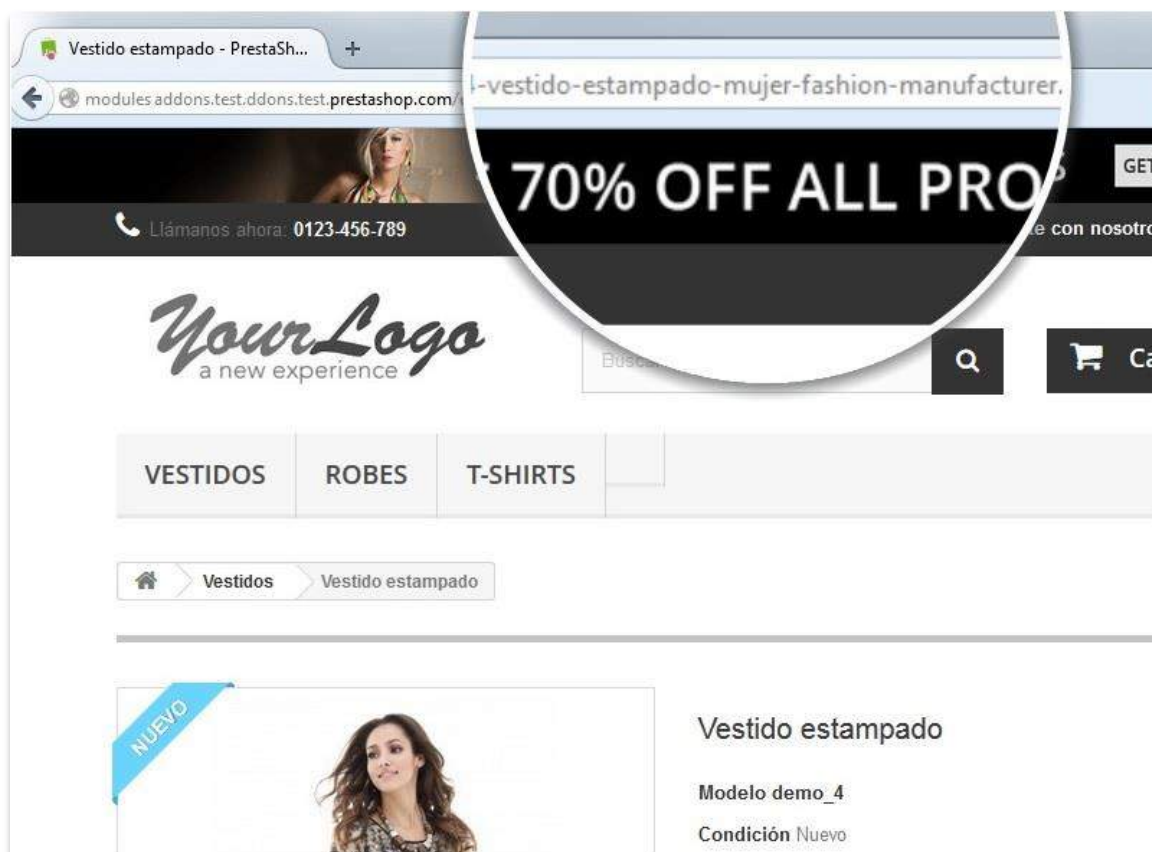 Vestido estampado - PrestaSh...
modules addons.test.ddons.test.prestashop.com/
-vestido-estampado-mujer-fashion-manufacturer.
70% OFF ALL PRO
GET
Llámanos ahora: 0123-456-789
con nosotro
YourLogo
a new experience
Busca
Ca
VESTIDOS ROBES T-SHIRTS
Vestidos Vestido estampado
NUEVO
Vestido estampado
Modelo demo_4
Condición Nuevo